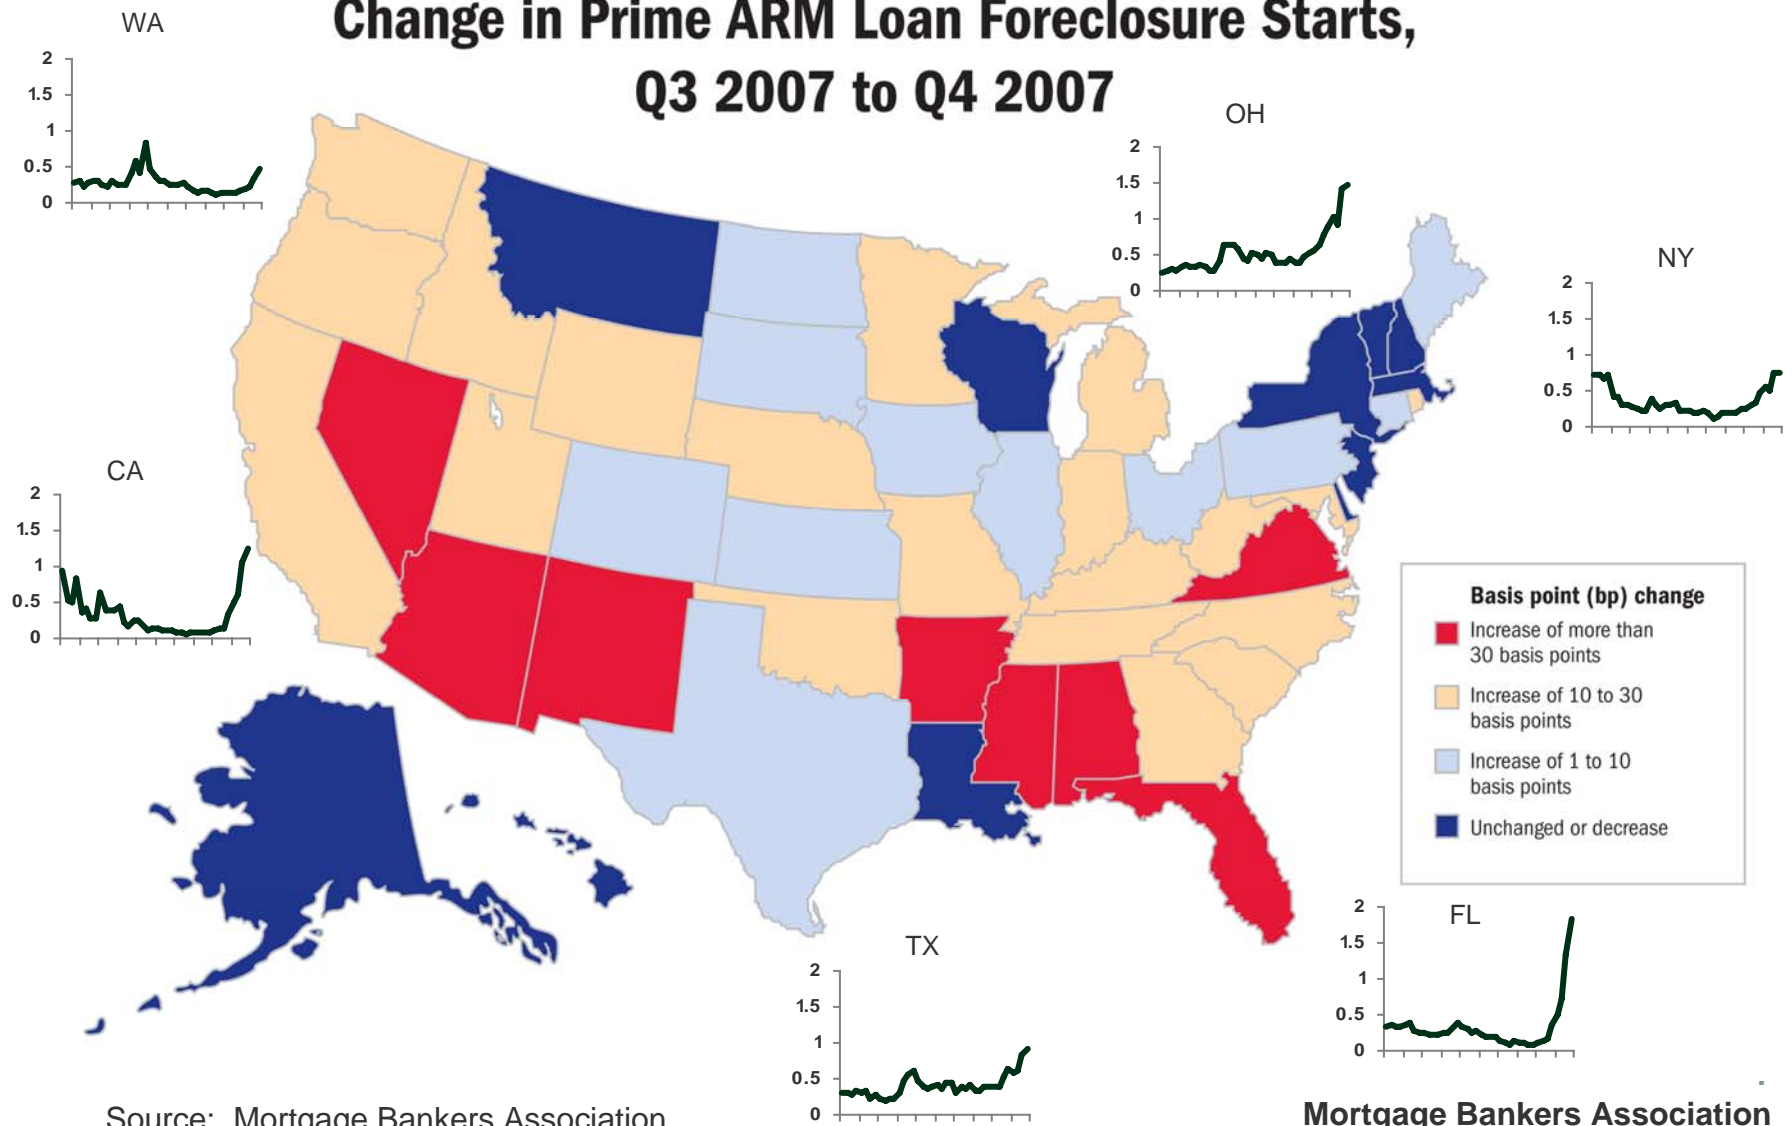 Change in Prime ARM Loan Foreclosure Starts,
Q3 2007 to Q4 2007
WA
2
1.5
1
0.5
0
OH
2
1.5
1
0.5
0
NY
2
1.5
1
0.5
0
CA
2
1.5
1
0.5
0
Basis point (bp) change
Increase of more than
30 basis points
Increase of 10 to 30
basis points
Increase of 1 to 10
basis points
Unchanged or decrease
TX
2
1.5
1
0.5
0
FL
2
1.5
1
0.5
0
Source: Mortgage Bankers Association
Mortgage Bankers Association